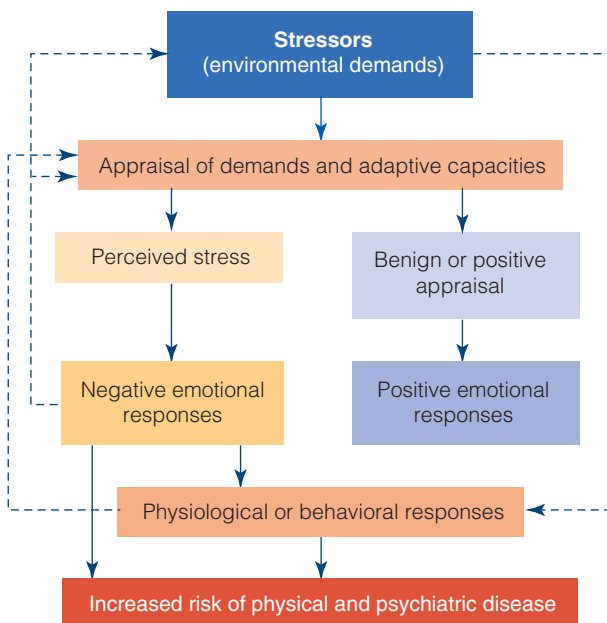 Stressors
(environmental demands)
Appraisal of demands and adaptive capacities
Perceived stress
Benign or positive
appraisal
Negative emotional
responses
Positive emotional
responses
Physiological or behavioral responses
Increased risk of physical and psychiatric disease